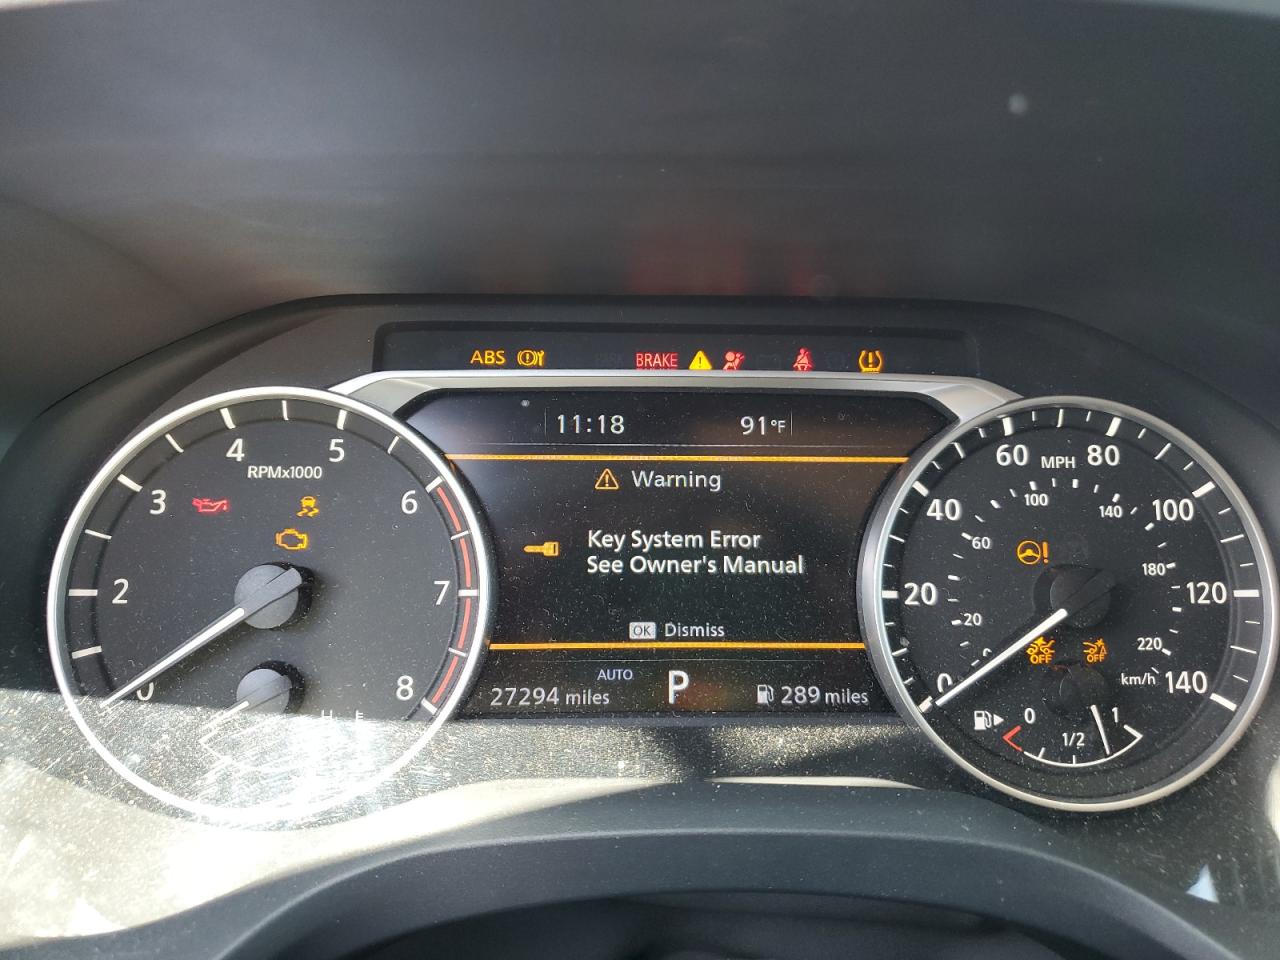 ABS
BRAKE
11:18 91°F
Warning
Key System Error
See Owner's Manual
OK Dismiss
AUTO
27294 miles P 289 miles
RPMx1000
0 2 3 4 5 6 7 8
H
MPH
0 20 40 60 80 100 120 140
km/h
20 60 100 140 180 220
OFF OFF
0 1/2 1